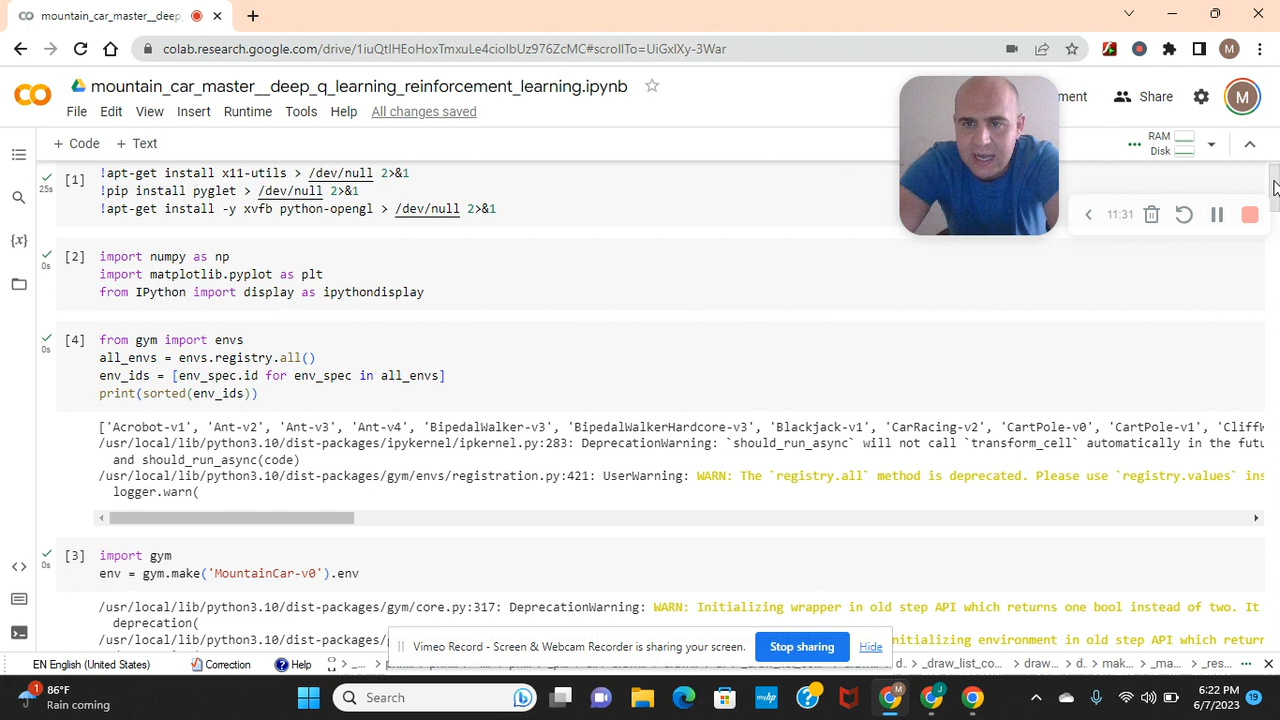 mountain_car_master__deep_
colab.research.google.com/drive/1iuQtIHEoHoxTmxuLe4cioIbUz976ZcMC#scrollTo=UiGxlXy-3War
M
mountain_car_master__deep_q_learning_reinforcement_learning.ipynb
ment
Share
M
File Edit View Insert Runtime Tools Help All changes saved
+ Code + Text
RAM
Disk
[1]
25s
!apt-get install x11-utils > /dev/null 2>&1
!pip install pyglet > /dev/null 2>&1
!apt-get install -y xvfb python-opengl > /dev/null 2>&1
11:31
[2]
0s
import numpy as np
import matplotlib.pyplot as plt
from IPython import display as ipythondisplay
[4]
0s
from gym import envs
all_envs = envs.registry.all()
env_ids = [env_spec.id for env_spec in all_envs]
print(sorted(env_ids))
['Acrobot-v1', 'Ant-v2', 'Ant-v3', 'Ant-v4', 'BipedalWalker-v3', 'BipedalWalkerHardcore-v3', 'Blackjack-v1', 'CarRacing-v2', 'CartPole-v0', 'CartPole-v1', 'Cliffw
/usr/local/lib/python3.10/dist-packages/ipykernel/ipkernel.py:283: DeprecationWarning: `should_run_async` will not call `transform_cell` automatically in the futu
and should_run_async(code)
/usr/local/lib/python3.10/dist-packages/gym/envs/registration.py:421: UserWarning: WARN: The `registry.all` method is deprecated. Please use `registry.values` ins
logger.warn(
[3]
0s
import gym
env = gym.make('MountainCar-v0').env
/usr/local/lib/python3.10/dist-packages/gym/core.py:317: DeprecationWarning: WARN: Initializing wrapper in old step API which returns one bool instead of two. It
deprecation(
/usr/local/lib/python3.10/dist-pack
nitializing environment in old step API which return
Vimeo Record - Screen & Webcam Recorder is sharing your screen. Stop sharing Hide
EN English (United States) Correction Help
_draw_list_co... draw... d... mak... _ma... _res...
1
86°F
Rain coming
Search
M
J
6:22 PM
6/7/2023
19